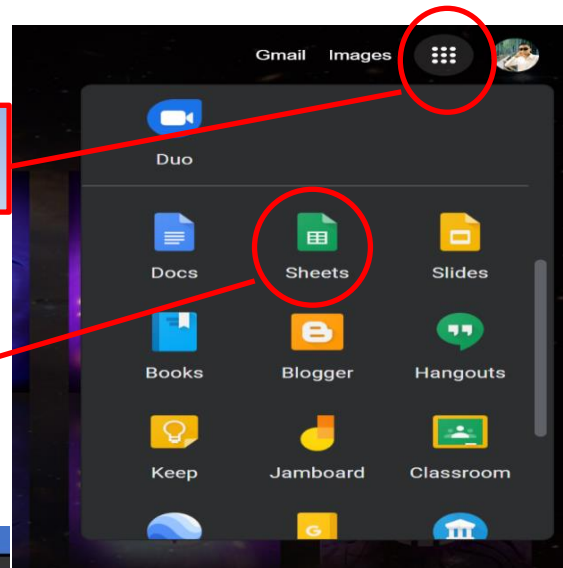 Gmail Images
Duo
Docs Sheets Slides
Books Blogger Hangouts
Keep Jamboard Classroom
G